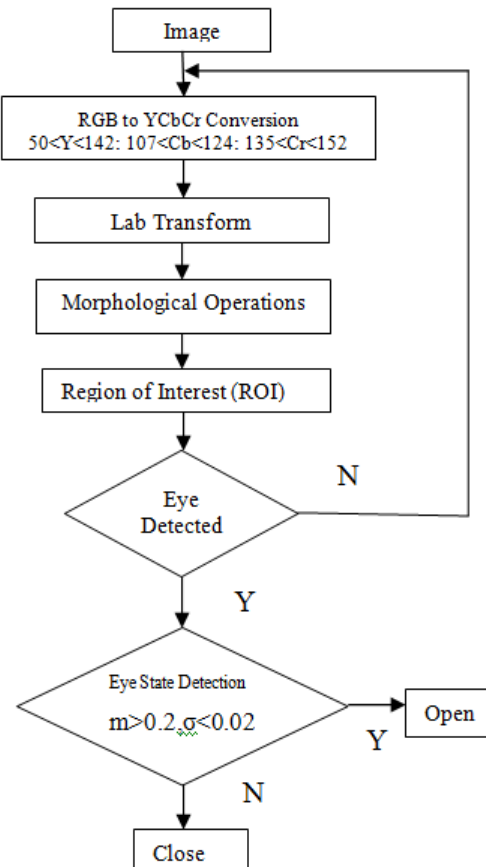 Image
RGB to YCbCr Conversion
50<Y<142: 107<Cb<124: 135<Cr<152
Lab Transform
Morphological Operations
Region of Interest (ROI)
Eye
Detected
N
Y
Eye State Detection
m>0.2,σ<0.02
Open
Y
N
Close